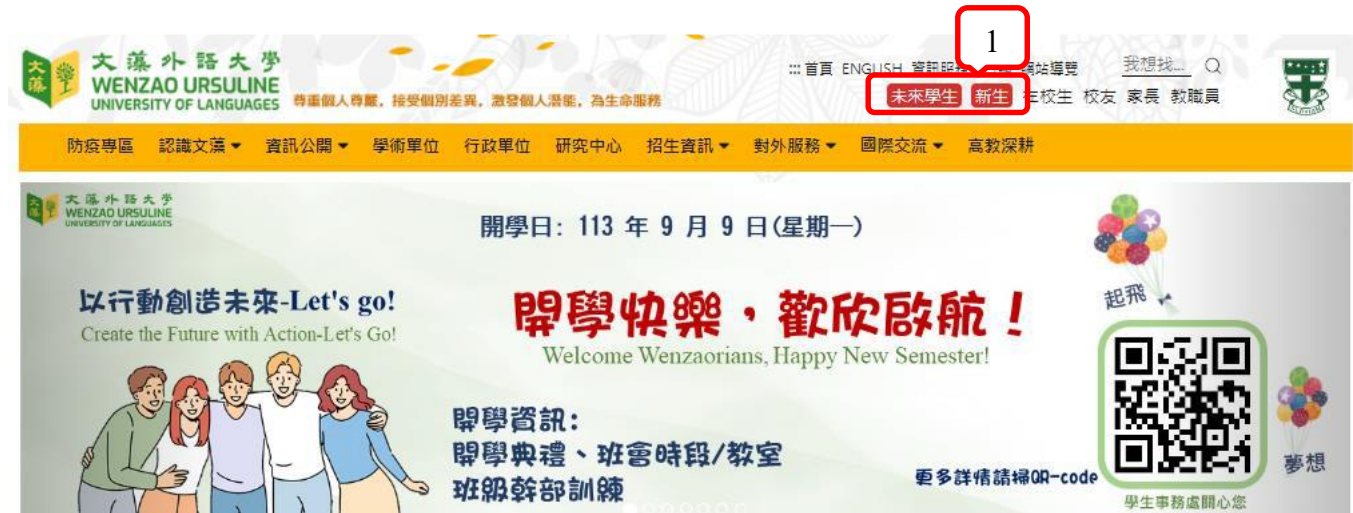 1
文藻
文藻外語大學
WENZAO URSULINE
UNIVERSITY OF LANGUAGES
尊重個人尊嚴，接受個別差異，激發個人潛能，為生命服務
::: 首頁 ENGLISH 資訊服 網站導覽 我想找... 
未來學生 新生 在校生 校友 家長 教職員
防疫專區 認識文藻 資訊公開 學術單位 行政單位 研究中心 招生資訊 對外服務 國際交流 高教深耕
文藻外語大學
WENZAO URSULINE
UNIVERSITY OF LANGUAGES
開學日: 113 年 9 月 9 日(星期一)
以行動創造未來-Let's go!
Create the Future with Action-Let's Go!
開學快樂，歡欣啟航！
Welcome Wenzaorians, Happy New Semester!
起飛
開學資訊:
開學典禮、班會時段/教室
班級幹部訓練
更多詳情請掃QR-code
夢想
學生事務處關心您